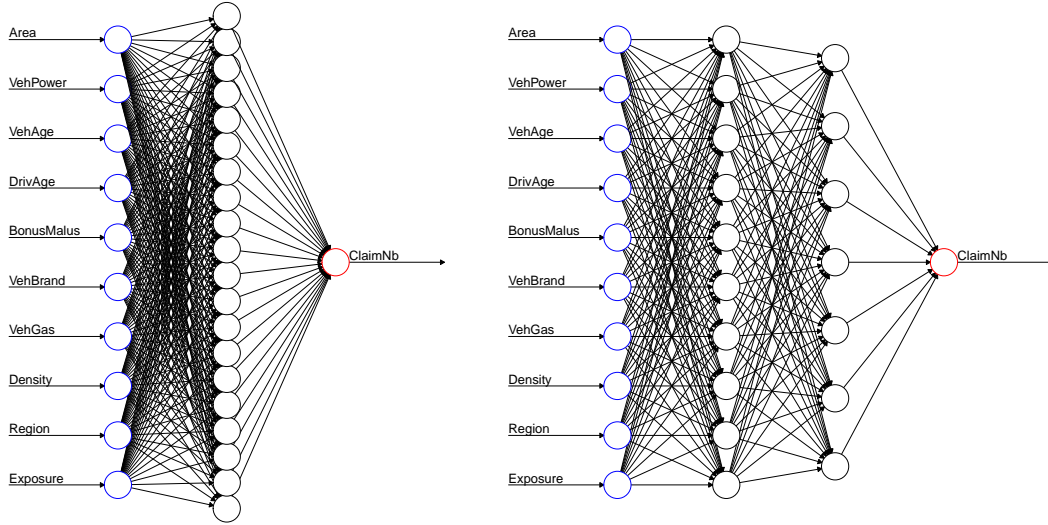 Area
VehPower
VehAge
DrivAge
BonusMalus
VehBrand
VehGas
Density
Region
Exposure
ClaimNb
Area
VehPower
VehAge
DrivAge
BonusMalus
VehBrand
VehGas
Density
Region
Exposure
ClaimNb